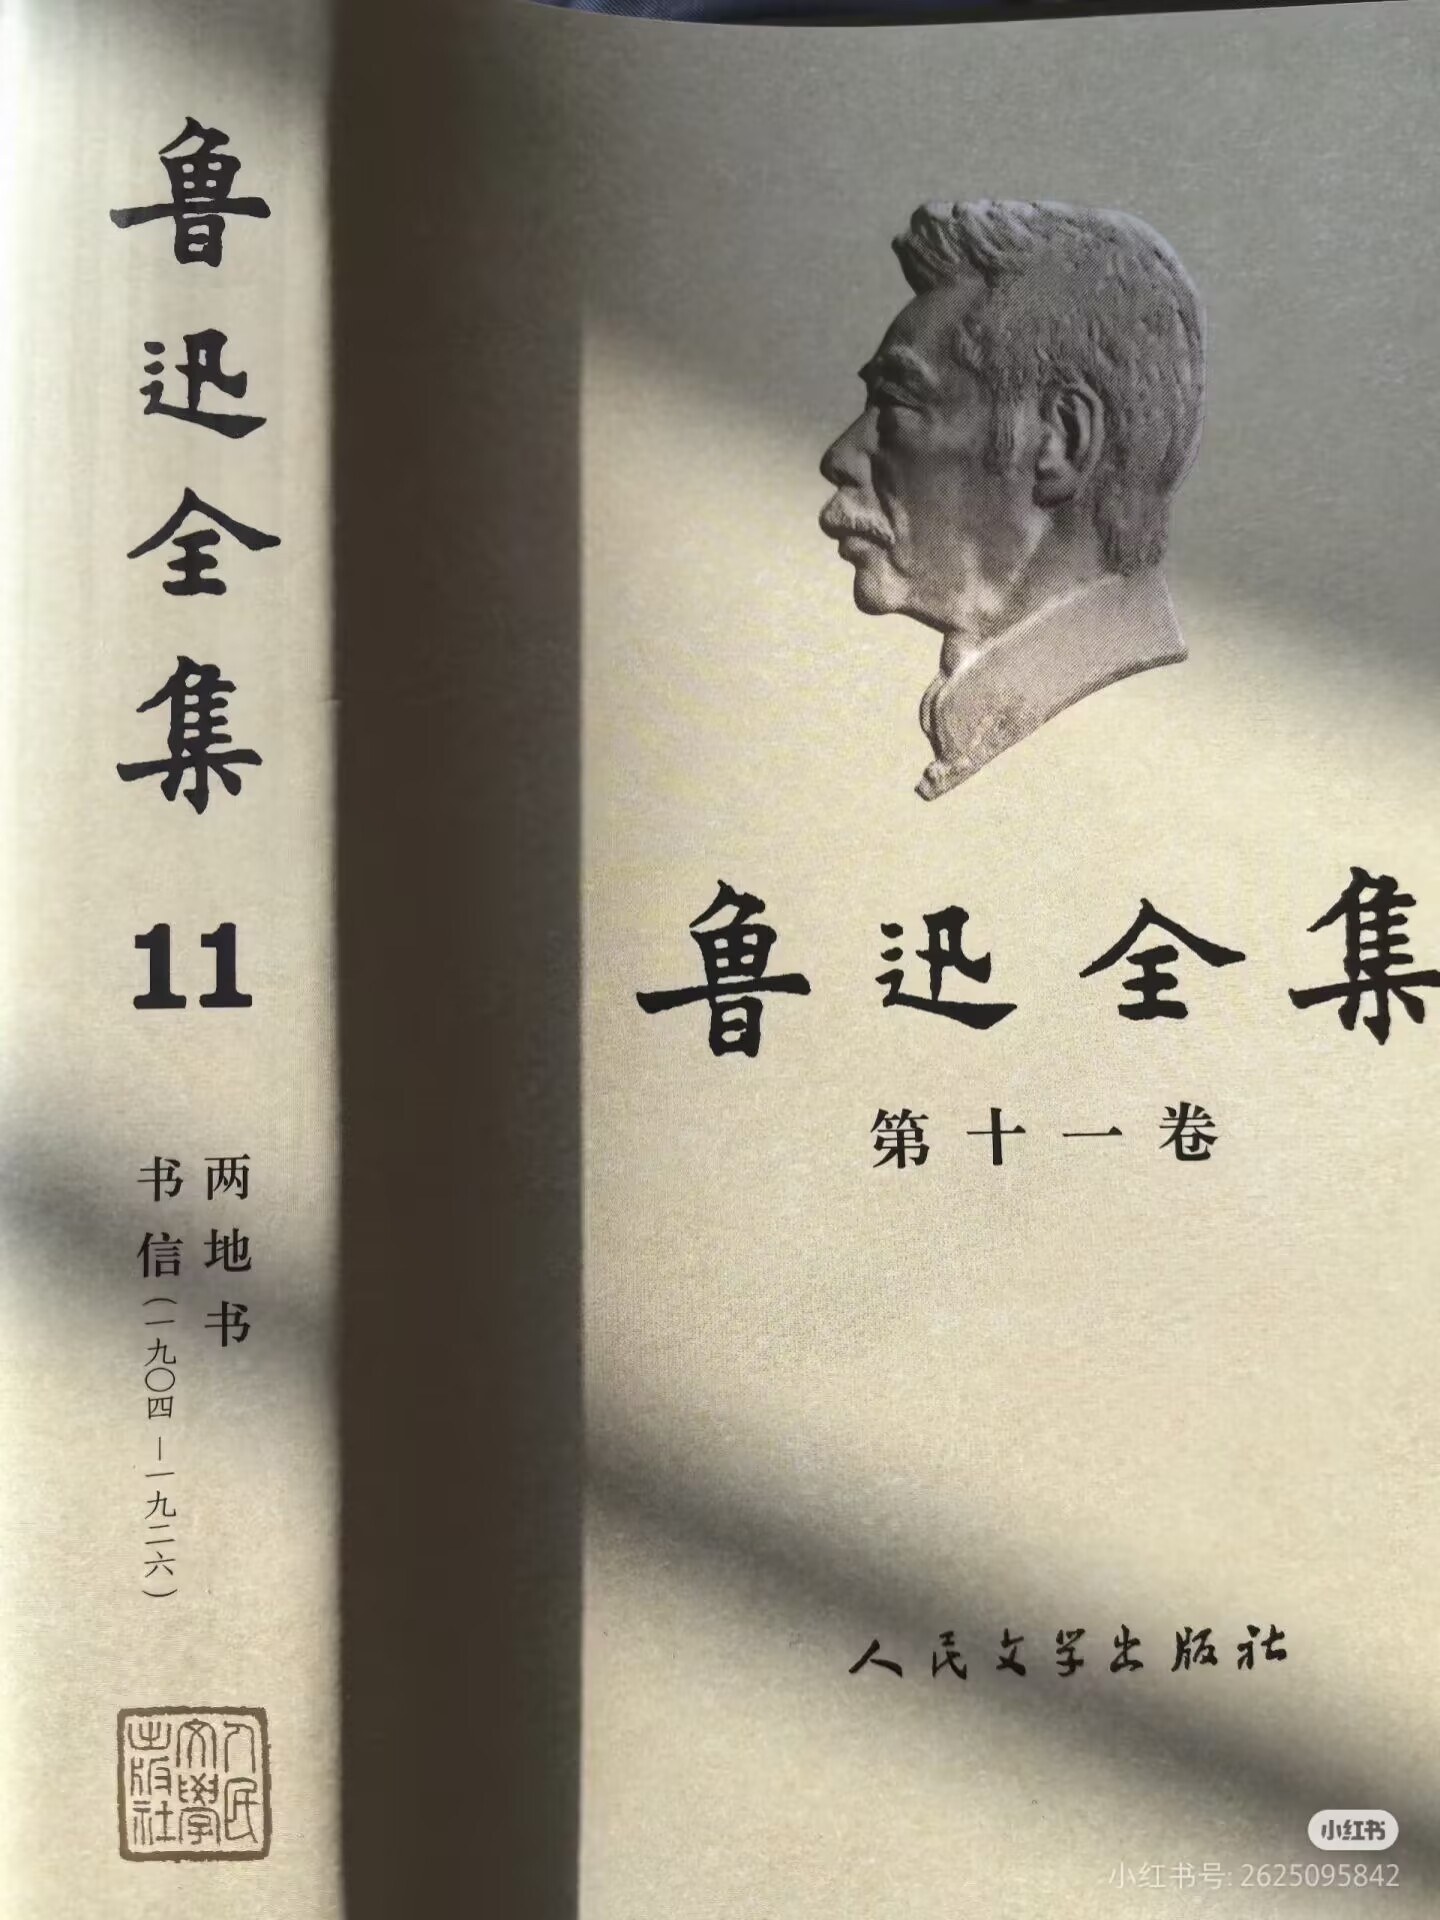 鲁迅全集
11
两地书
书信(一九〇四—一九二六)
人民
文學
出版社
鲁迅全集
第十一卷
人民文学出版社
小红书
小红书号: 2625095842